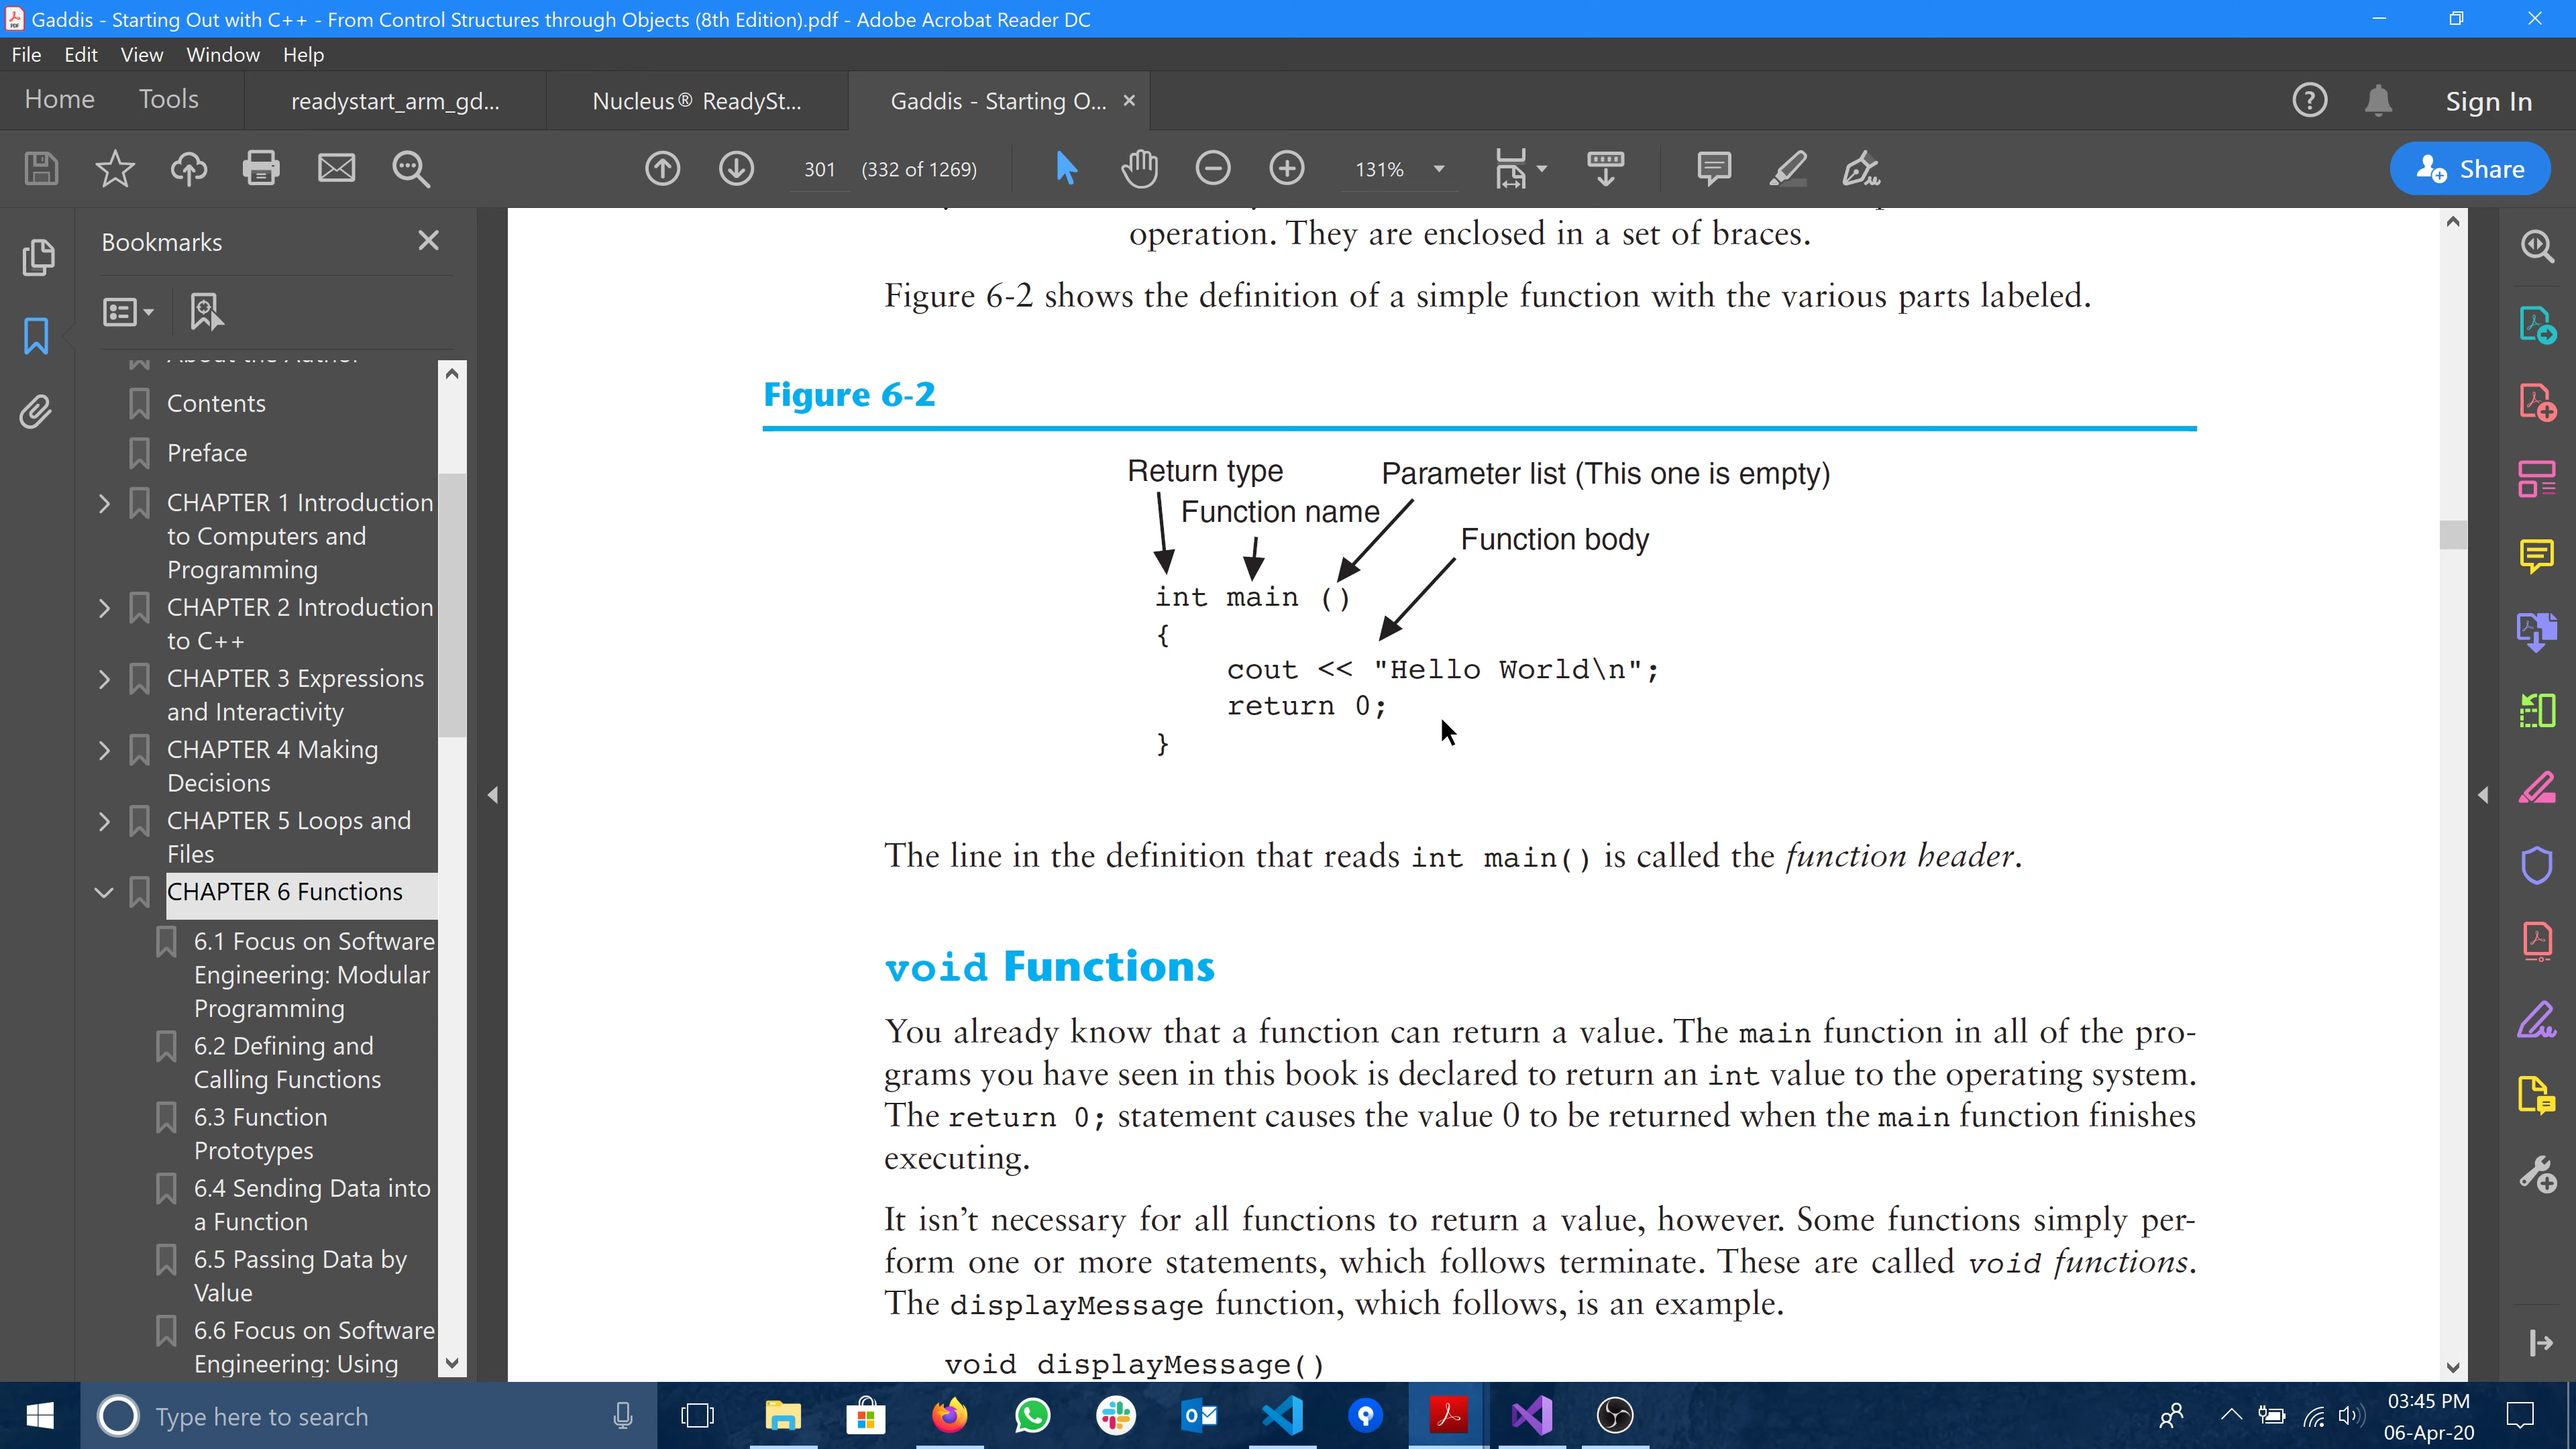 Gaddis - Starting Out with C++ - From Control Structures through Objects (8th Edition).pdf - Adobe Acrobat Reader DC
File Edit View Window Help
Home Tools readystart_arm_gd... Nucleus® ReadySt... Gaddis - Starting O... × Sign In
301 (332 of 1269) 131% Share
Bookmarks
About the Author
Contents
Preface
CHAPTER 1 Introduction
to Computers and
Programming
CHAPTER 2 Introduction
to C++
CHAPTER 3 Expressions
and Interactivity
CHAPTER 4 Making
Decisions
CHAPTER 5 Loops and
Files
CHAPTER 6 Functions
6.1 Focus on Software
Engineering: Modular
Programming
6.2 Defining and
Calling Functions
6.3 Function
Prototypes
6.4 Sending Data into
a Function
6.5 Passing Data by
Value
6.6 Focus on Software
Engineering: Using
operation. They are enclosed in a set of braces.
Figure 6-2 shows the definition of a simple function with the various parts labeled.
Figure 6-2
Return type Parameter list (This one is empty)
Function name
Function body
int main ()
{
cout << "Hello World\n";
return 0;
}
The line in the definition that reads int main() is called the function header.
void Functions
You already know that a function can return a value. The main function in all of the pro-
grams you have seen in this book is declared to return an int value to the operating system.
The return 0; statement causes the value 0 to be returned when the main function finishes
executing.
It isn't necessary for all functions to return a value, however. Some functions simply per-
form one or more statements, which follows terminate. These are called void functions.
The displayMessage function, which follows, is an example.
void displayMessage()
Type here to search
03:45 PM
06-Apr-20